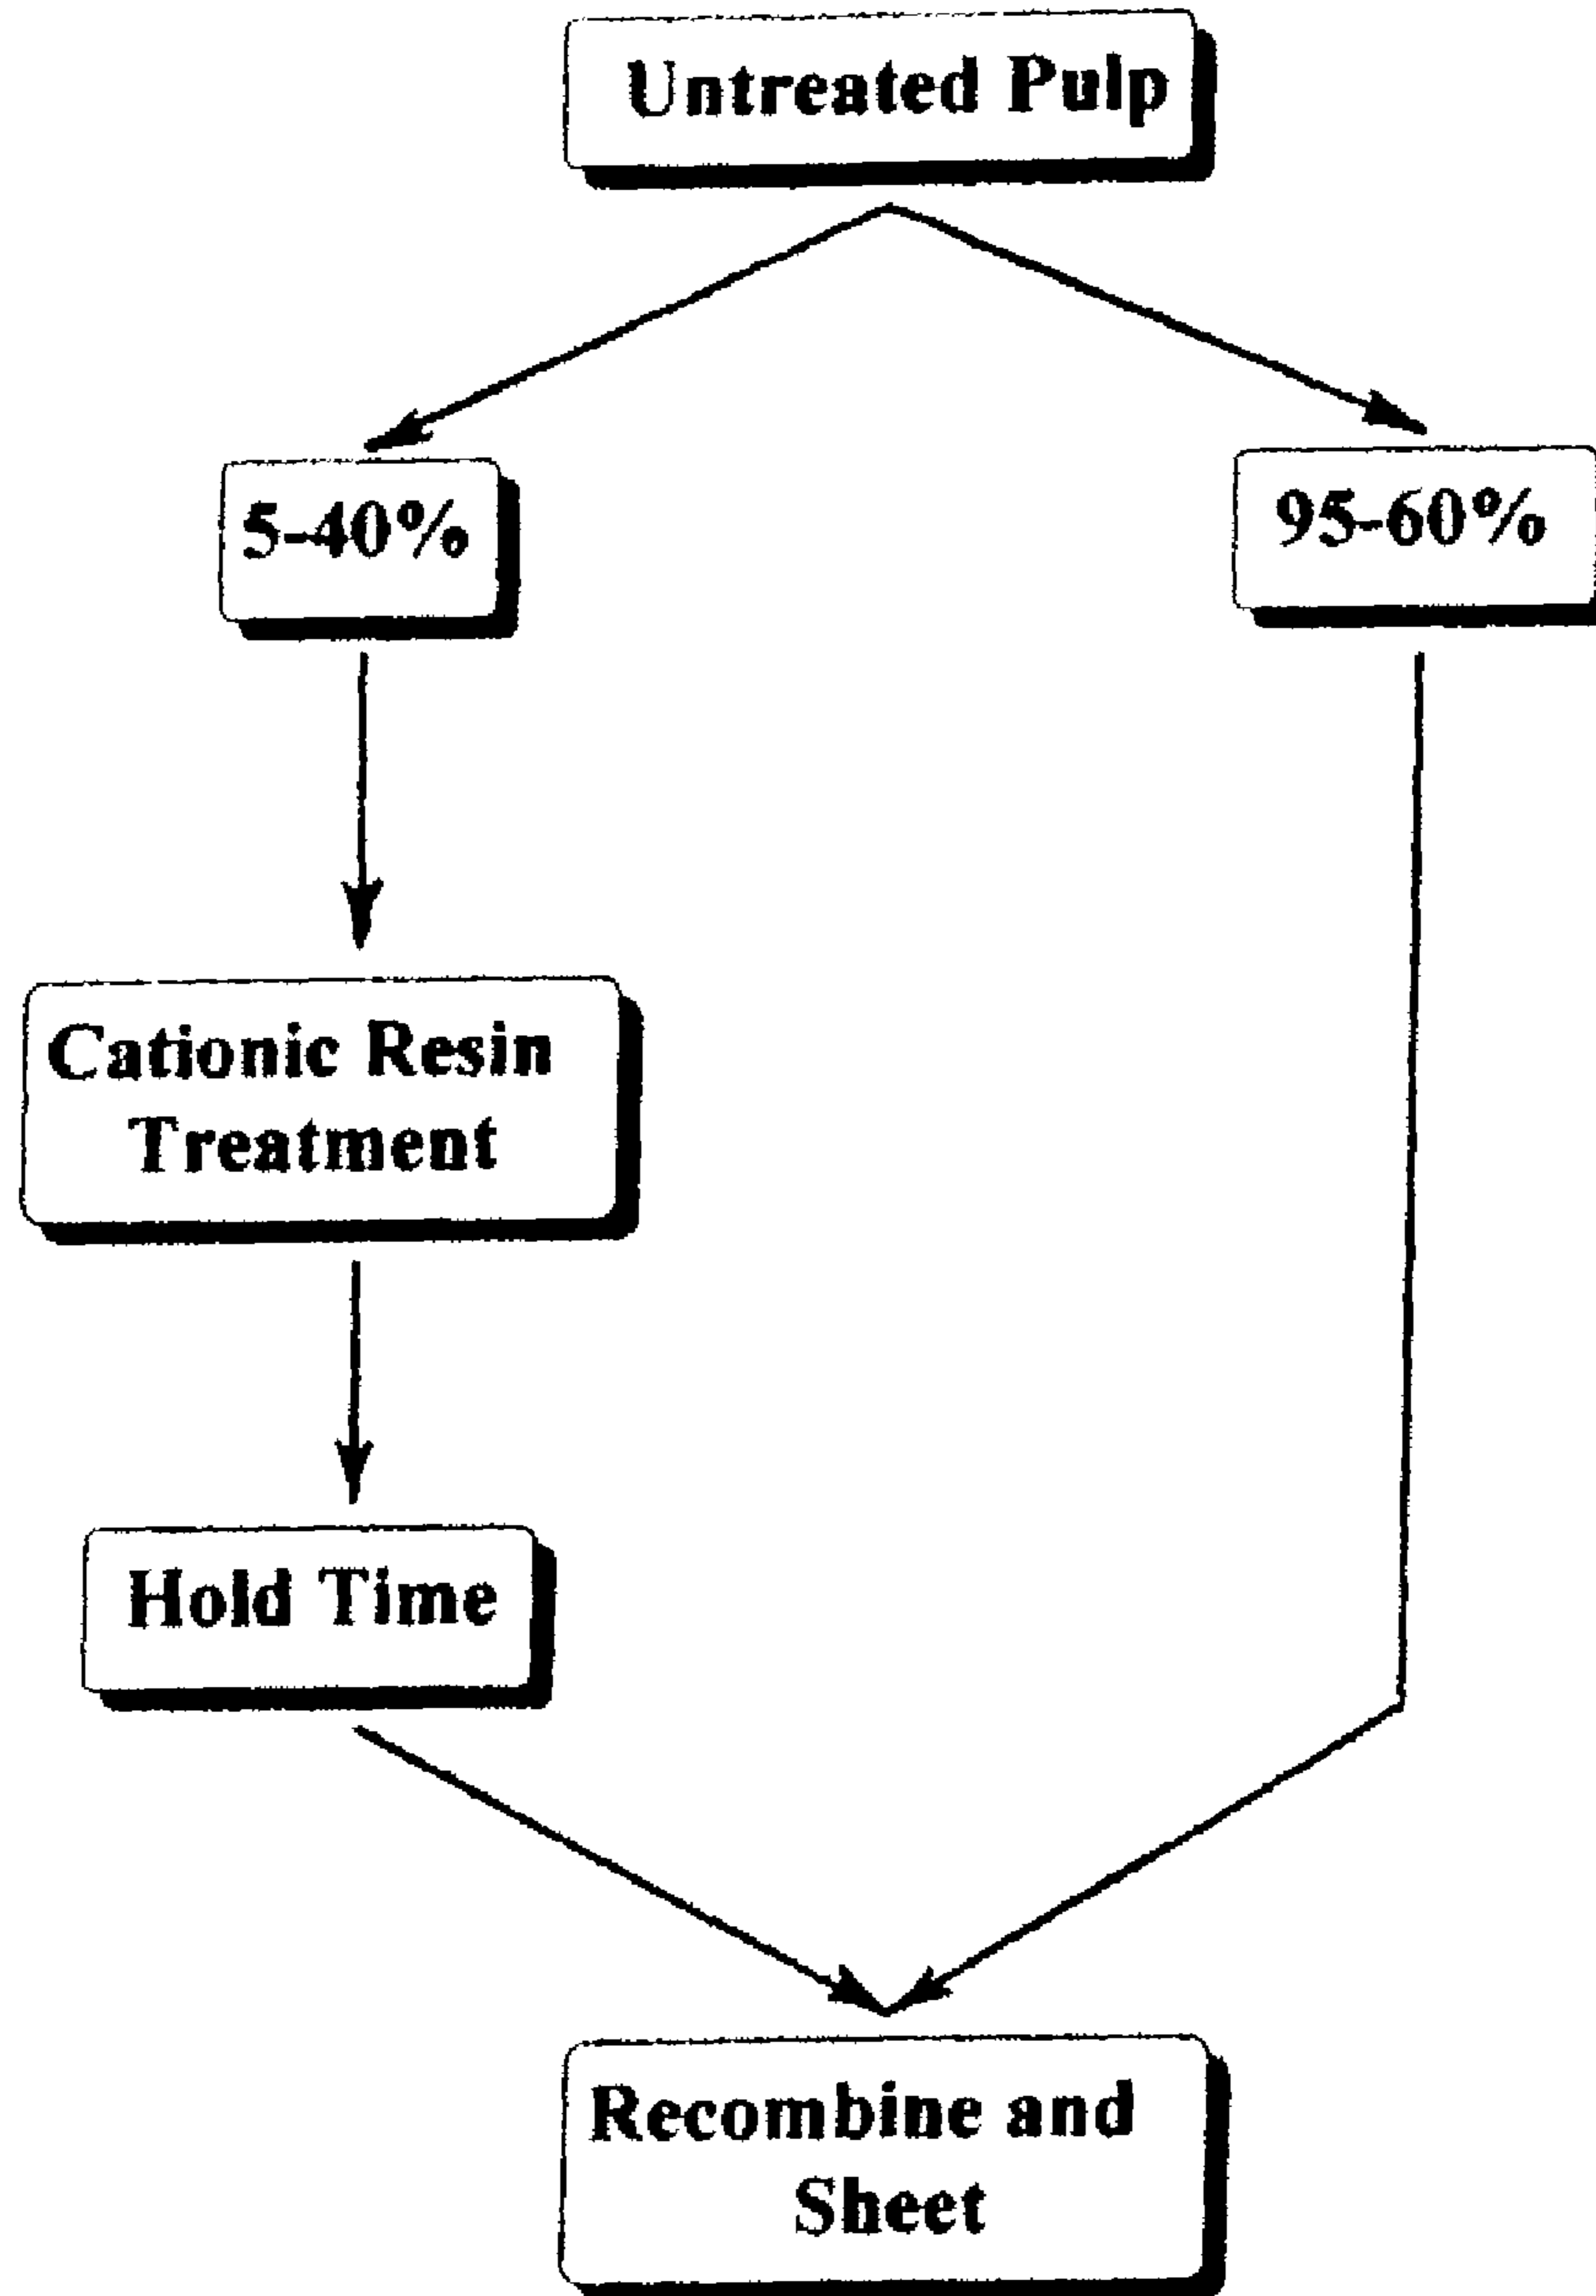 Untreated Pulp
5-40%
95-60%
Cationic Resin
Treatment
Hold Time
Recombine and
Sheet